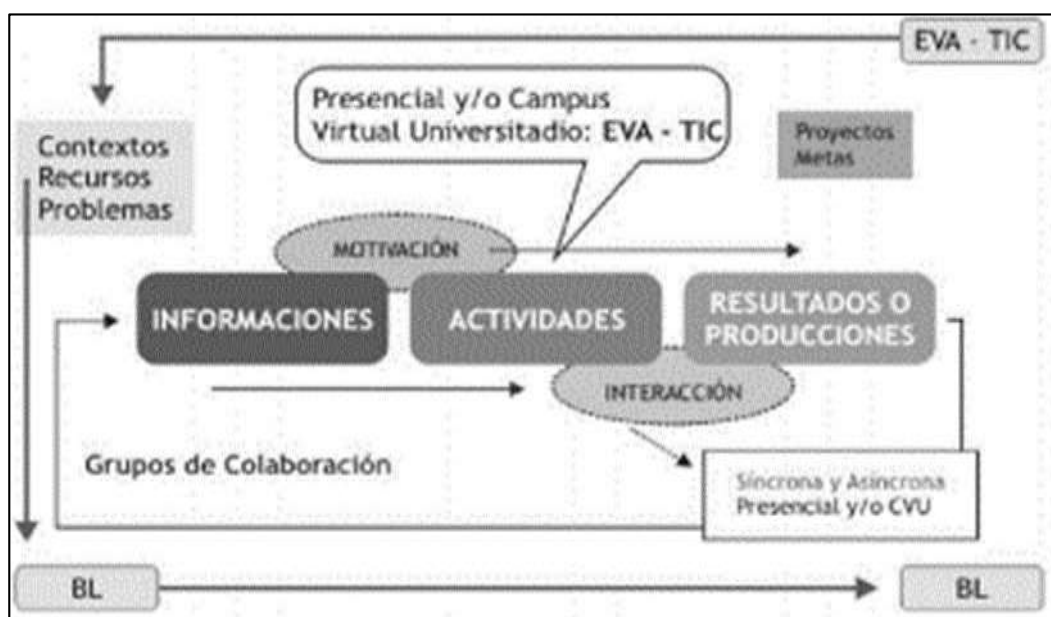 EVA - TIC
Presencial y/o Campus
Virtual Universitadio: EVA - TIC
Proyectos
Metas
Contextos
Recursos
Problemas
MOTIVACIÓN
INFORMACIONES
ACTIVIDADES
RESULTADOS O
PRODUCCIONES
INTERACCIÓN
Grupos de Colaboración
Síncrona y Asíncrona
Presencial y/o CVU
BL
BL